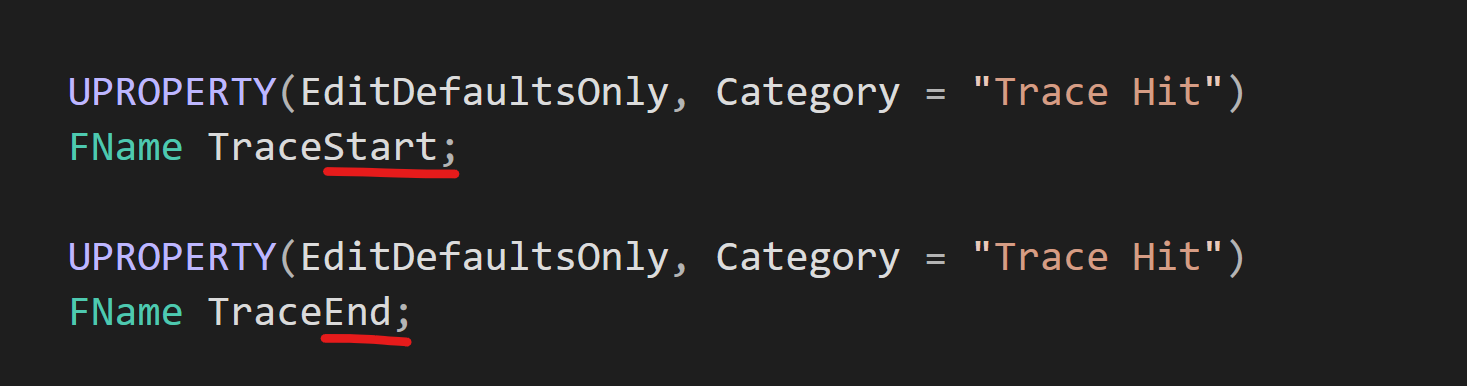 UPROPERTY(EditDefaultsOnly, Category = "Trace Hit")
FName TraceStart;
UPROPERTY(EditDefaultsOnly, Category = "Trace Hit")
FName TraceEnd;